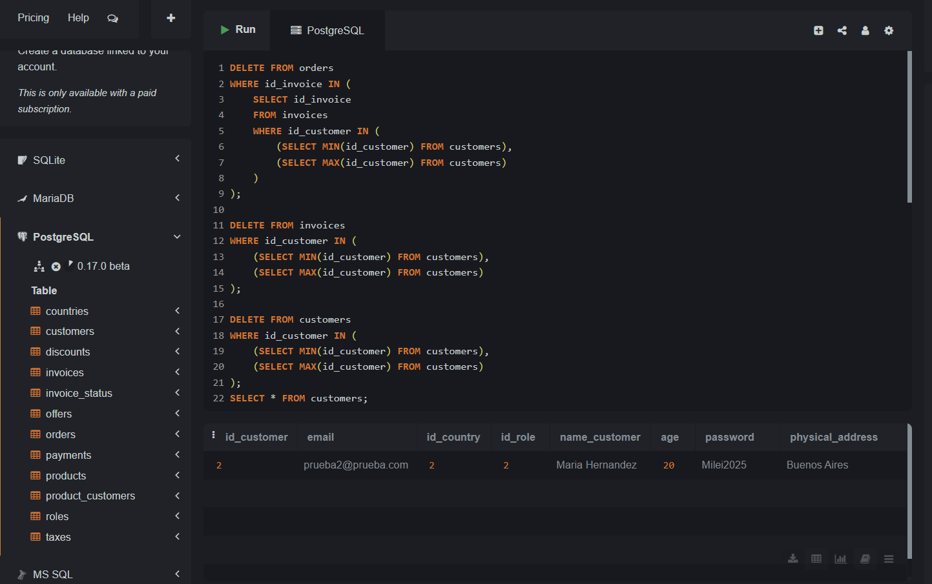 Pricing Help
Create a database linked to your
account.
This is only available with a paid
subscription.
SQLite
MariaDB
PostgreSQL
0.17.0 beta
Table
countries
customers
discounts
invoices
invoice_status
offers
orders
payments
products
product_customers
roles
taxes
MS SQL
Run PostgreSQL
1 DELETE FROM orders
2 WHERE id_invoice IN (
3 SELECT id_invoice
4 FROM invoices
5 WHERE id_customer IN (
6 (SELECT MIN(id_customer) FROM customers),
7 (SELECT MAX(id_customer) FROM customers)
8 )
9 );
10
11 DELETE FROM invoices
12 WHERE id_customer IN (
13 (SELECT MIN(id_customer) FROM customers),
14 (SELECT MAX(id_customer) FROM customers)
15 );
16
17 DELETE FROM customers
18 WHERE id_customer IN (
19 (SELECT MIN(id_customer) FROM customers),
20 (SELECT MAX(id_customer) FROM customers)
21 );
22 SELECT * FROM customers;
id_customer email id_country id_role name_customer age password physical_address
2 prueba2@prueba.com 2 2 Maria Hernandez 20 Milei2025 Buenos Aires